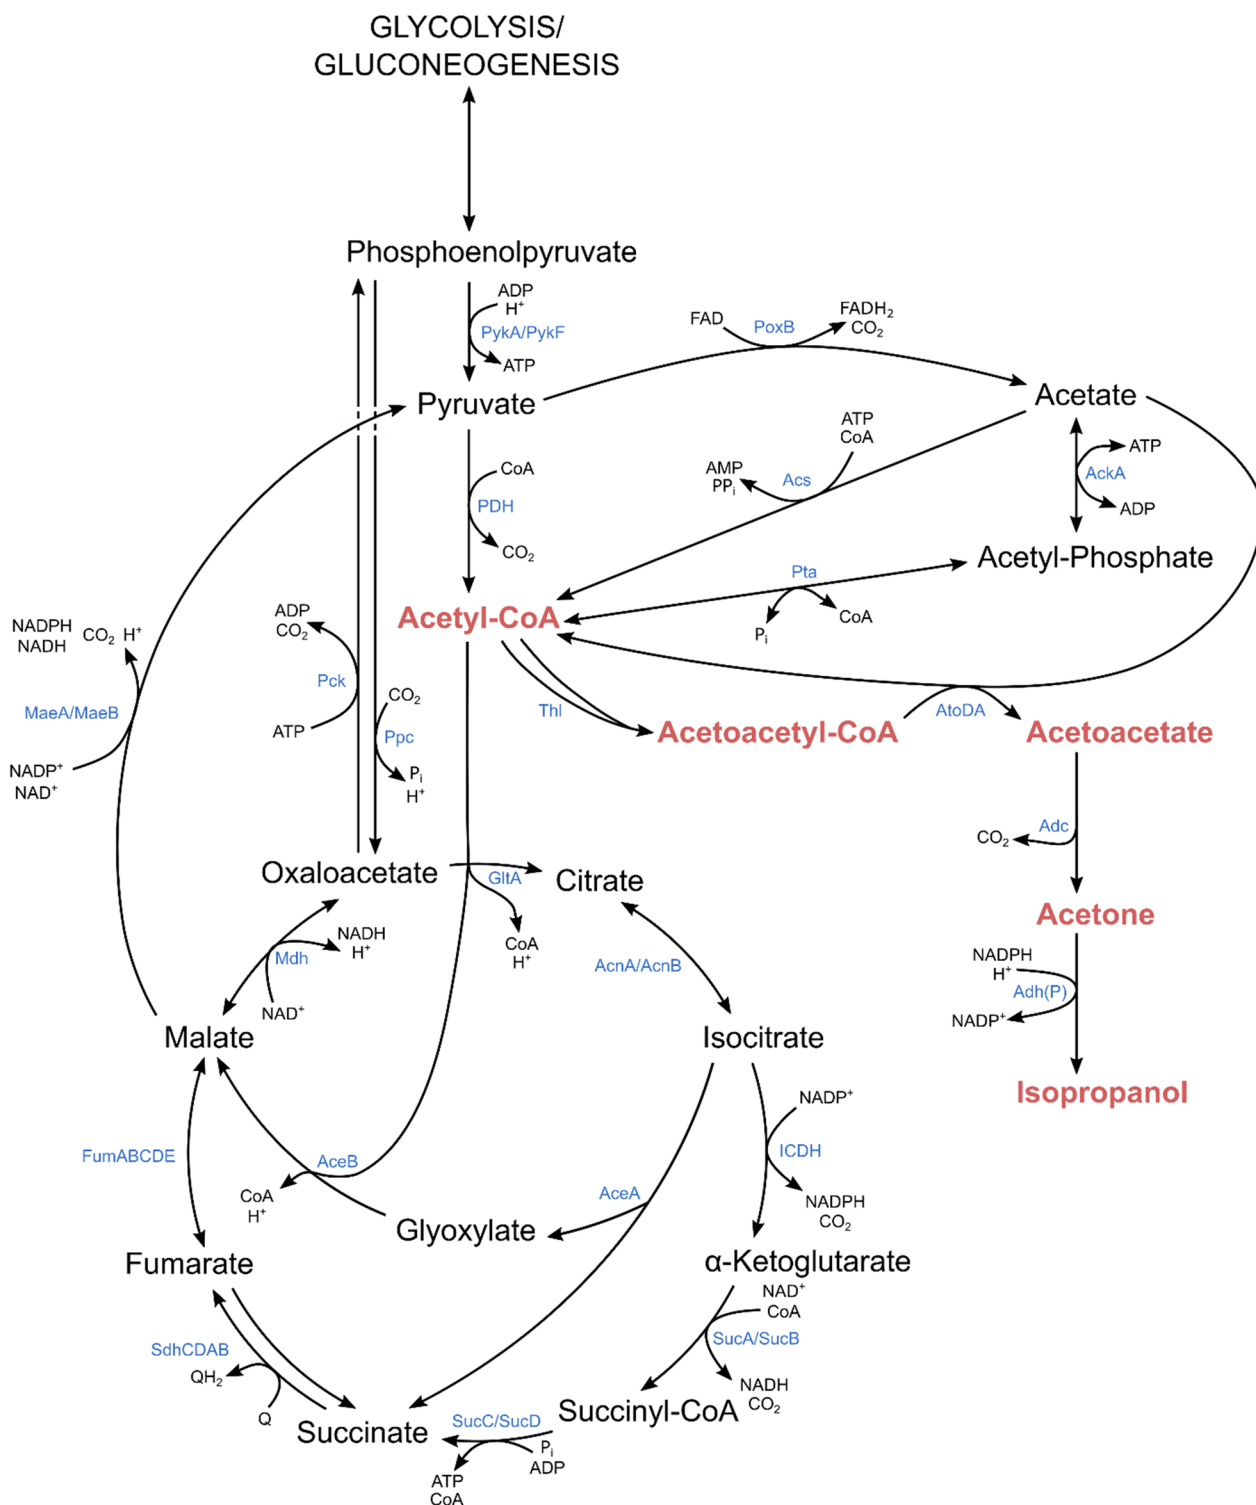 GLYCOLYSIS/
GLUCONEOGENESIS
Phosphoenolpyruvate
ADP
H⁺
PykA/PykF
ATP
FAD
PoxB
FADH₂
CO₂
Pyruvate
Acetate
ATP
CoA
AMP
PPᵢ
Acs
ATP
AckA
ADP
CoA
PDH
CO₂
Acetyl-Phosphate
Pta
Pᵢ
CoA
Acetyl-CoA
NADPH
NADH
CO₂ H⁺
MaeA/MaeB
NADP⁺
NAD⁺
ADP
CO₂
Pck
ATP
CO₂
Ppc
Pᵢ
H⁺
Thl
Acetoacetyl-CoA
AtoDA
Acetoacetate
CO₂
Adc
Oxaloacetate
GltA
Citrate
CoA
H⁺
Acetone
NADH
H⁺
Mdh
NAD⁺
AcnA/AcnB
NADPH
H⁺
Adh(P)
NADP⁺
Malate
Isocitrate
Isopropanol
NADP⁺
ICDH
NADPH
CO₂
FumABCDE
AceB
CoA
H⁺
AceA
Glyoxylate
Fumarate
α-Ketoglutarate
NAD⁺
CoA
SucA/SucB
NADH
CO₂
SdhCDAB
QH₂
Q
Succinate
SucC/SucD
Succinyl-CoA
Pᵢ
ADP
ATP
CoA